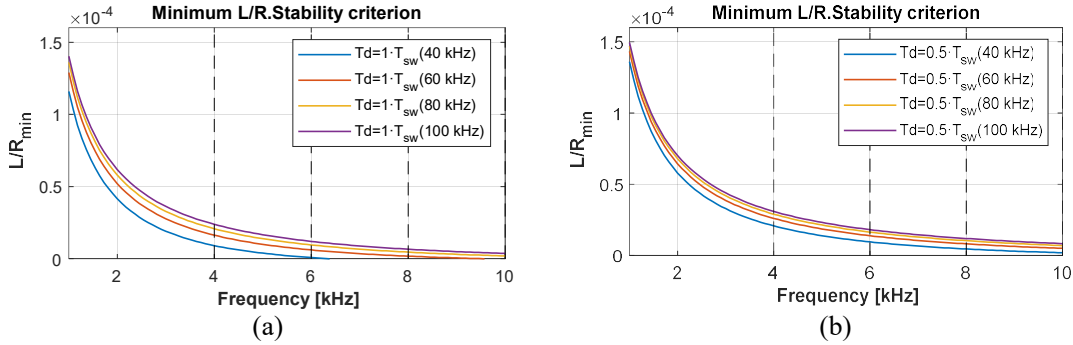 Minimum L/R.Stability criterion
×10⁻⁴
1.5
1
0.5
0
L/R_min
Td=1·T_sw(40 kHz)
Td=1·T_sw(60 kHz)
Td=1·T_sw(80 kHz)
Td=1·T_sw(100 kHz)
2 4 6 8 10
Frequency [kHz]
(a)
Minimum L/R.Stability criterion
×10⁻⁴
1.5
1
0.5
0
L/R_min
Td=0.5·T_sw(40 kHz)
Td=0.5·T_sw(60 kHz)
Td=0.5·T_sw(80 kHz)
Td=0.5·T_sw(100 kHz)
2 4 6 8 10
Frequency [kHz]
(b)